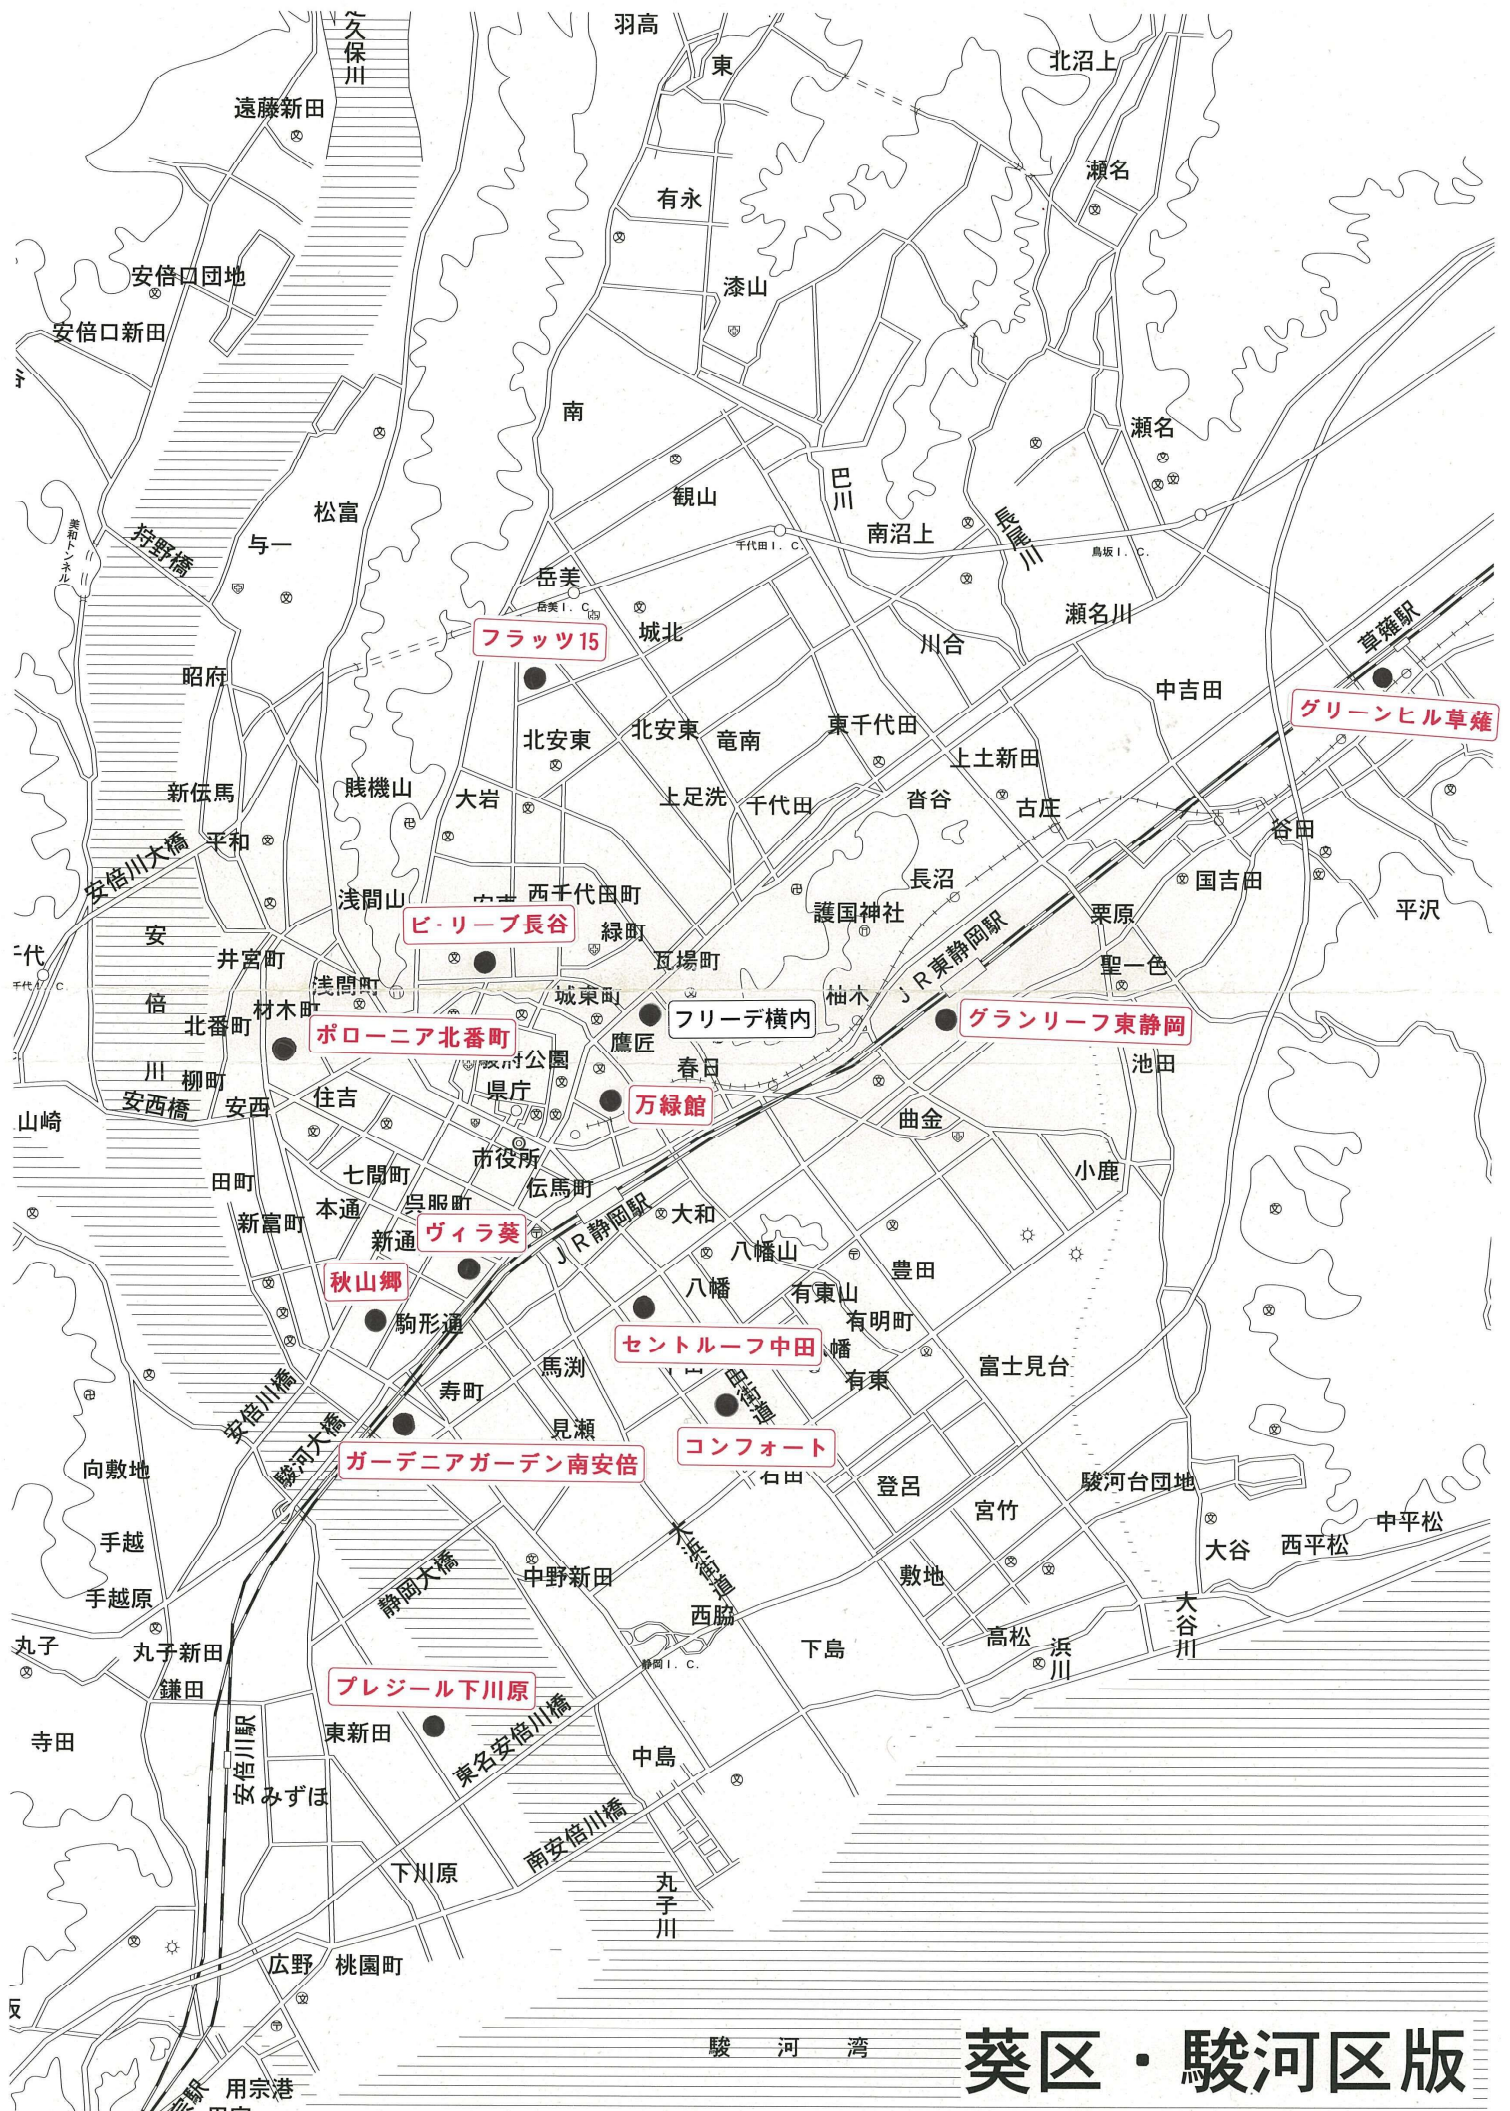 羽高
足久保川
東
北沼上
遠藤新田
瀬名
有永
安倍口団地
漆山
安倍口新田
谷
南
瀬名
巴川
観山
松富
長尾川
南沼上
美和トンネル
狩野橋
与一
千代田I.C.
鳥坂I.C.
岳美
岳美I.C.
瀬名川
草薙駅
フラッツ15
城北
川合
昭府
中吉田
グリーンヒル草薙
北安東
北安東
竜南
東千代田
上土新田
新伝馬
賎機山
大岩
上足洗
千代田
沓谷
古庄
谷田
安倍川大橋
平和
長沼
国吉田
浅間山
安東
西千代田町
護国神社
栗原
平沢
ビ-リーブ長谷
緑町
安倍川
井宮町
瓦場町
JR東静岡駅
聖一色
千代
千代I.C.
浅間町
城東町
柚木
材木町
北番町
フリーデ横内
グランリーフ東静岡
ポローニア北番町
鷹匠
駿府公園
春日
池田
柳町
県庁
安西橋
安西
住吉
万緑館
山崎
曲金
市役所
七間町
小鹿
田町
伝馬町
本通
呉服町
新富町
JR静岡駅
大和
新通
ヴィラ葵
八幡山
豊田
秋山郷
八幡
有東山
有明町
駒形通
セントルーフ中田
幡
馬渕
富士見台
有東
寿町
田街道
安倍川橋
見瀬
駿河大橋
コンフォート
ガーデニアガーデン南安倍
向敷地
石田
登呂
駿河台団地
宮竹
手越
大浜街道
中平松
西平松
大谷
静岡大橋
中野新田
敷地
手越原
西脇
大谷川
丸子
丸子新田
下島
高松
浜川
静岡I.C.
鎌田
プレジール下川原
寺田
安倍川駅
東新田
東名安倍川橋
中島
みずほ
南安倍川橋
下川原
丸子川
広野
桃園町
坂
駿河湾
葵区・駿河区版
用宗港